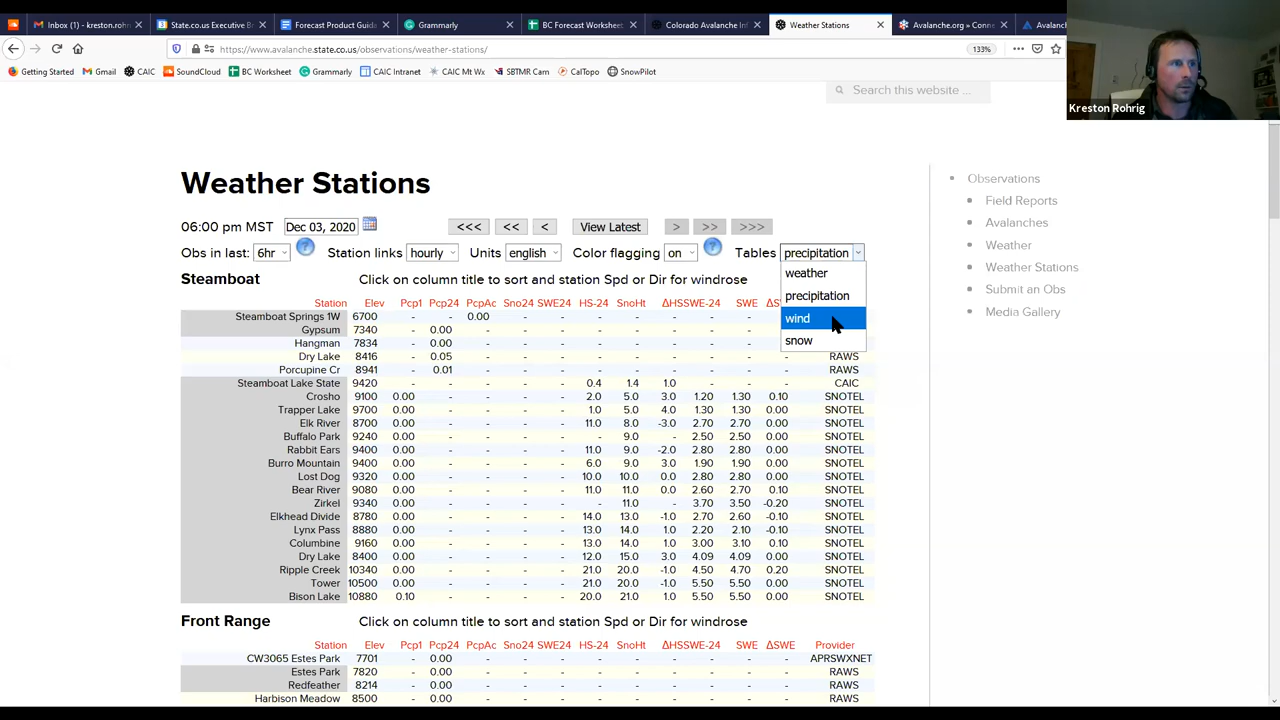 Inbox (1) - kreston.roh
State.co.us Executive B
Forecast Product Guide
Grammarly
BC Forecast Workshee
Colorado Avalanche Inf
Weather Stations
Avalanche.org » Conne
Avalanc
https://www.avalanche.state.co.us/observations/weather-stations/
133%
Getting Started
Gmail
CAIC
SoundCloud
BC Worksheet
Grammarly
CAIC Intranet
CAIC Mt Wx
SBTMR Cam
CalTopo
SnowPilot
Kreston Rohrig
Search this website ...
Weather Stations
06:00 pm MST Dec 03, 2020 <<< << < View Latest > >> >>>
Obs in last: 6hr ? Station links hourly Units english Color flagging on ? Tables precipitation
weather
precipitation
wind
snow
Observations
Field Reports
Avalanches
Weather
Weather Stations
Submit an Obs
Media Gallery
Steamboat Click on column title to sort and station Spd or Dir for windrose
Station Elev Pcp1 Pcp24 PcpAc Sno24 SWE24 HS-24 SnoHt ΔHS SWE-24 SWE
Steamboat Springs 1W 6700 - - 0.00 - - - - - - -
Gypsum 7340 - 0.00 - - - - - - - -
Hangman 7834 - 0.00 - - - - - - - -
Dry Lake 8416 - 0.05 - - - - - - - - - RAWS
Porcupine Cr 8941 - 0.01 - - - - - - - - - RAWS
Steamboat Lake State 9420 - - - - - 0.4 1.4 1.0 - - - CAIC
Crosho 9100 0.00 - - - - 2.0 5.0 3.0 1.20 1.30 0.10 SNOTEL
Trapper Lake 9700 0.00 - - - - 1.0 5.0 4.0 1.30 1.30 0.00 SNOTEL
Elk River 8700 0.00 - - - - 11.0 8.0 -3.0 2.70 2.70 0.00 SNOTEL
Buffalo Park 9240 0.00 - - - - - 9.0 - 2.50 2.50 0.00 SNOTEL
Rabbit Ears 9400 0.00 - - - - 11.0 9.0 -2.0 2.80 2.80 0.00 SNOTEL
Burro Mountain 9400 0.00 - - - - 6.0 9.0 3.0 1.90 1.90 0.00 SNOTEL
Lost Dog 9320 0.00 - - - - 10.0 10.0 0.0 2.80 2.80 0.00 SNOTEL
Bear River 9080 0.00 - - - - 11.0 11.0 0.0 2.60 2.70 0.10 SNOTEL
Zirkel 9340 0.00 - - - - - 11.0 - 3.70 3.50 -0.20 SNOTEL
Elkhead Divide 8780 0.00 - - - - 14.0 13.0 -1.0 2.70 2.60 -0.10 SNOTEL
Lynx Pass 8880 0.00 - - - - 13.0 14.0 1.0 2.20 2.10 -0.10 SNOTEL
Columbine 9160 0.00 - - - - 13.0 14.0 1.0 3.00 3.10 0.10 SNOTEL
Dry Lake 8400 0.00 - - - - 12.0 15.0 3.0 4.09 4.09 0.00 SNOTEL
Ripple Creek 10340 0.00 - - - - 21.0 20.0 -1.0 4.50 4.70 0.20 SNOTEL
Tower 10500 0.00 - - - - 21.0 20.0 -1.0 5.50 5.50 0.00 SNOTEL
Bison Lake 10880 0.10 - - - - 20.0 21.0 1.0 5.50 5.50 0.00 SNOTEL
Front Range Click on column title to sort and station Spd or Dir for windrose
Station Elev Pcp1 Pcp24 PcpAc Sno24 SWE24 HS-24 SnoHt ΔHS SWE-24 SWE ΔSWE Provider
CW3065 Estes Park 7701 - 0.00 - - - - - - - - - APRSWXNET
Estes Park 7820 - 0.00 - - - - - - - - - RAWS
Redfeather 8214 - 0.00 - - - - - - - - - RAWS
Harbison Meadow 8500 - 0.00 - - - - - - - - - RAWS